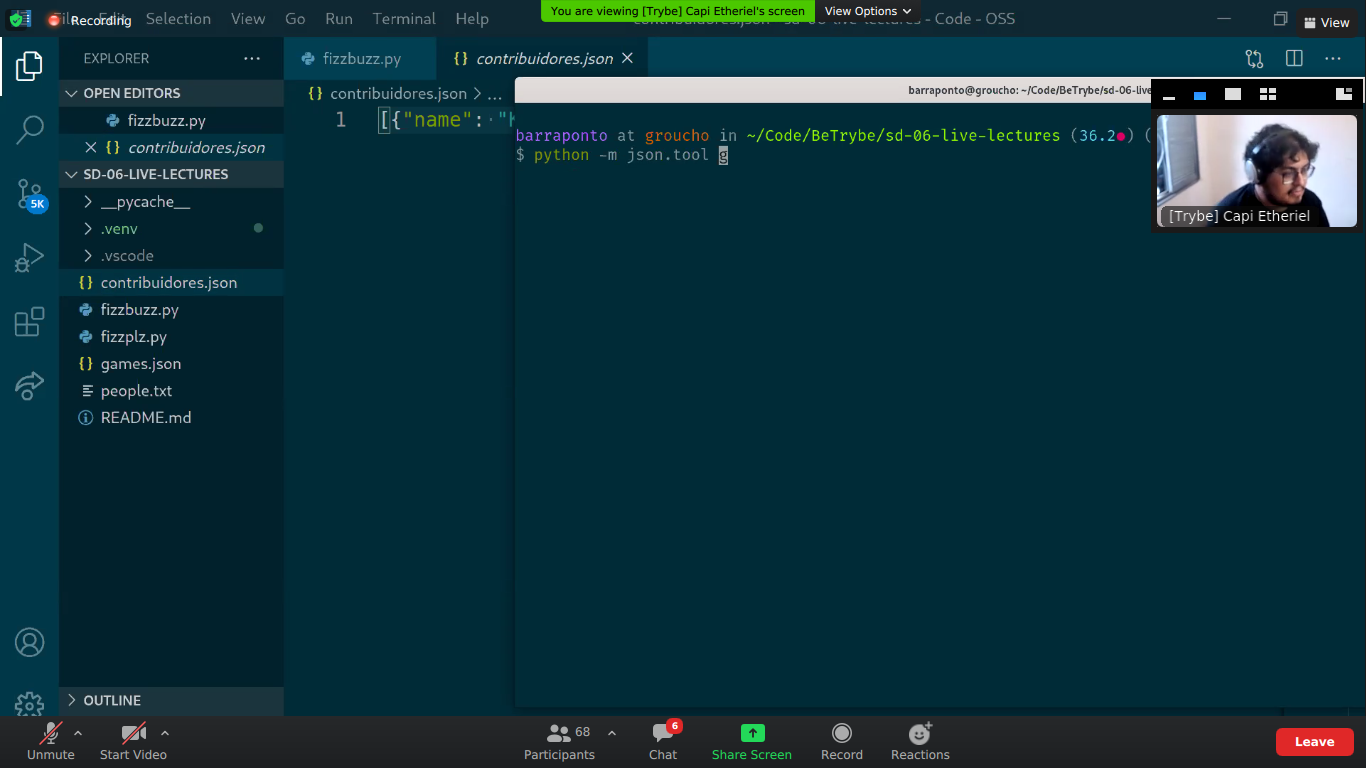 File Edit Selection View Go Run Terminal Help
Recording
You are viewing [Trybe] Capi Etheriel's screen
View Options
contribuidores.json - sd-06-live-lectures - Code - OSS
View
EXPLORER
fizzbuzz.py
{} contribuidores.json
OPEN EDITORS
fizzbuzz.py
{} contribuidores.json
SD-06-LIVE-LECTURES
__pycache__
.venv
.vscode
{} contribuidores.json
fizzbuzz.py
fizzplz.py
{} games.json
people.txt
README.md
OUTLINE
5K
{} contribuidores.json > ...
1 [{"name": "
barraponto@groucho: ~/Code/BeTrybe/sd-06-live
barraponto at groucho in ~/Code/BeTrybe/sd-06-live-lectures (36.2●) (
$ python -m json.tool g
[Trybe] Capi Etheriel
Unmute
Start Video
68
Participants
6
Chat
Share Screen
Record
Reactions
Leave